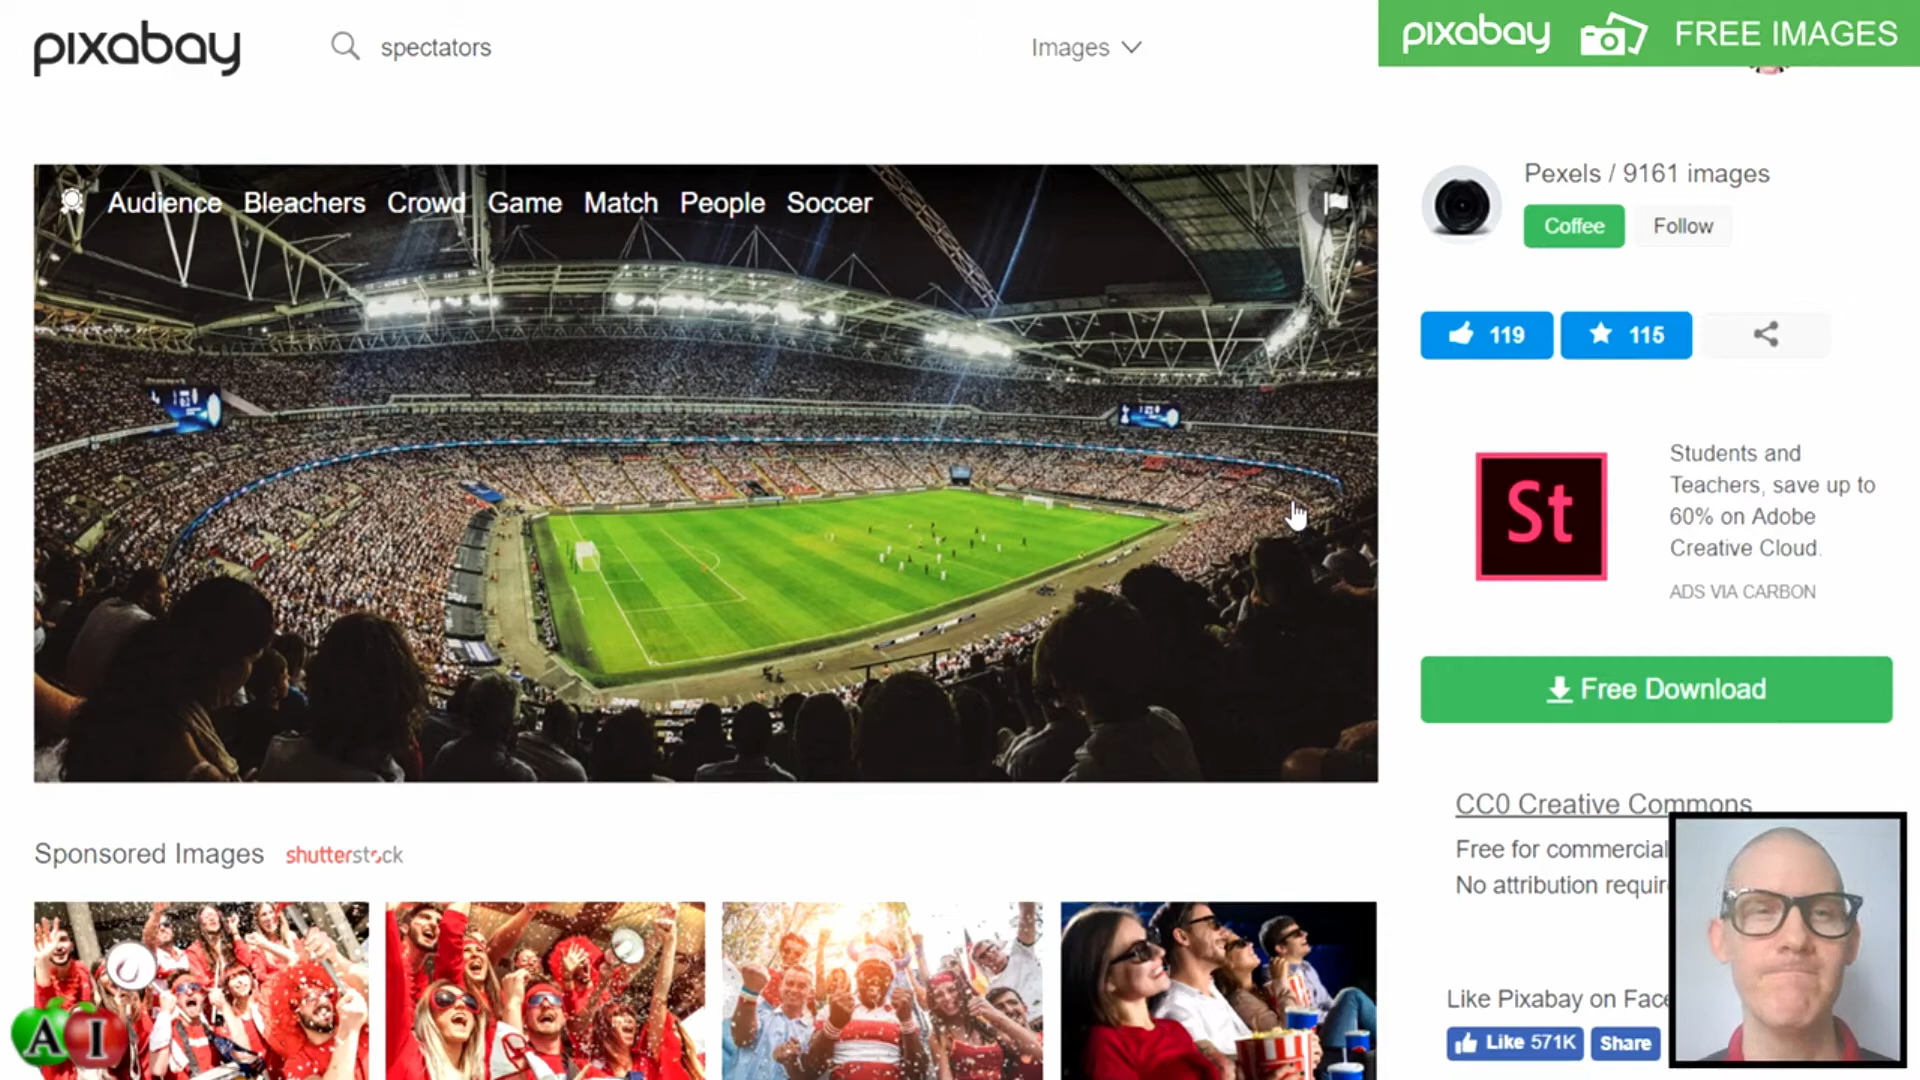 pixabay
spectators
Images
pixabay FREE IMAGES
Audience Bleachers Crowd Game Match People Soccer
Pexels / 9161 images
Coffee
Follow
119
115
St
Students and
Teachers, save up to
60% on Adobe
Creative Cloud.
ADS VIA CARBON
Free Download
CC0 Creative Commons
Free for commercial
No attribution requir
Sponsored Images shutterstock
Like Pixabay on Face
Like 571K
Share
A I